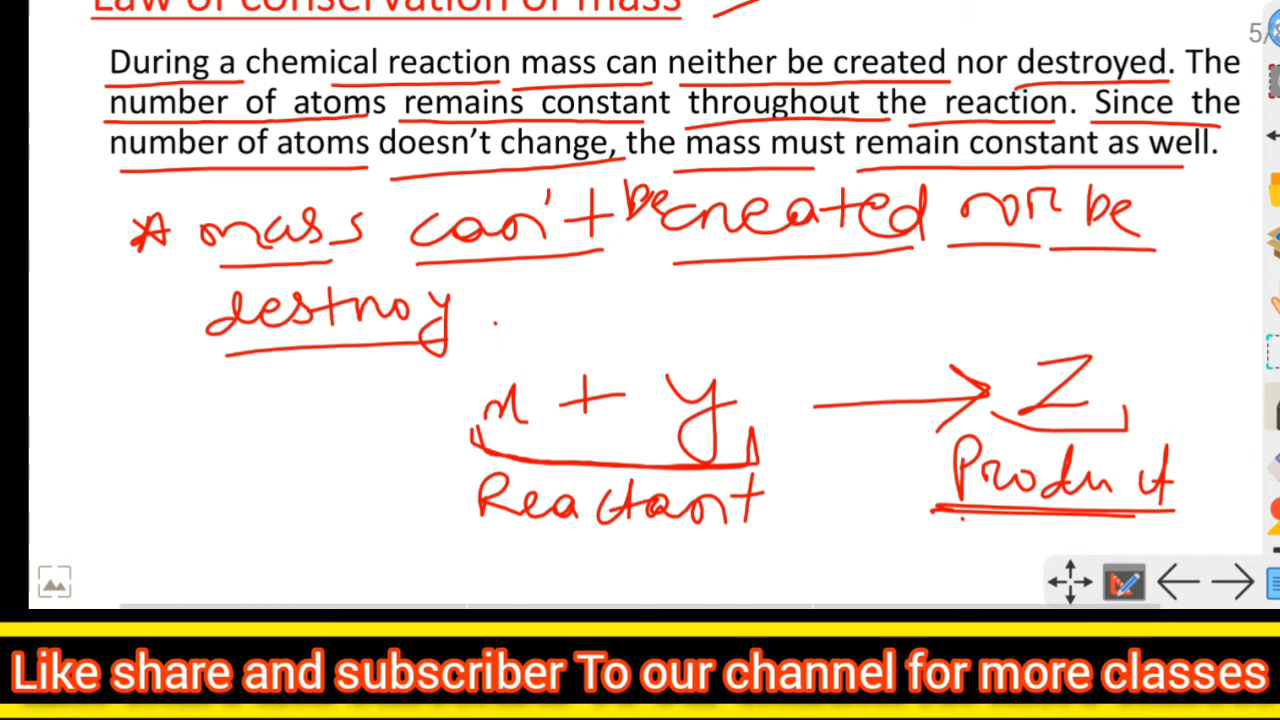 Law of conservation of mass
5/
During a chemical reaction mass can neither be created nor destroyed. The
number of atoms remains constant throughout the reaction. Since the
number of atoms doesn't change, the mass must remain constant as well.
* mass can't be created nor be
destroy.
x + y → Z
Reactant Product
Like share and subscriber To our channel for more classes